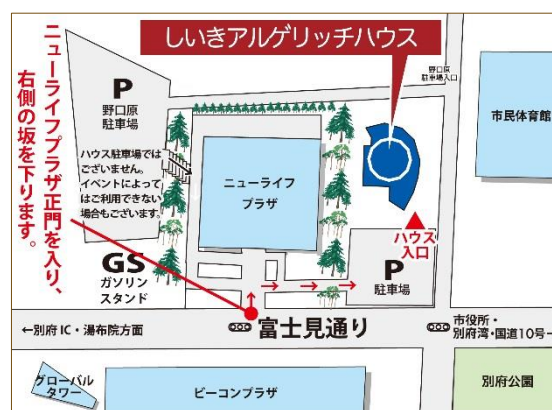 しいきアルゲリッチハウス
ニューライフプラザ正門を入り、
右側の坂を下ります。
P
野口原
駐車場
ハウス駐車場では
ございません。
イベントによって
はご利用できない
場合もございます。
野口原
駐車場入口
市民体育館
ニューライフ
プラザ
ハウス
入口
GS
ガソリン
スタンド
P
駐車場
←別府IC・湯布院方面
富士見通り
市役所・
別府湾・国道10号→
グローバル
タワー
ビーコンプラザ
別府公園